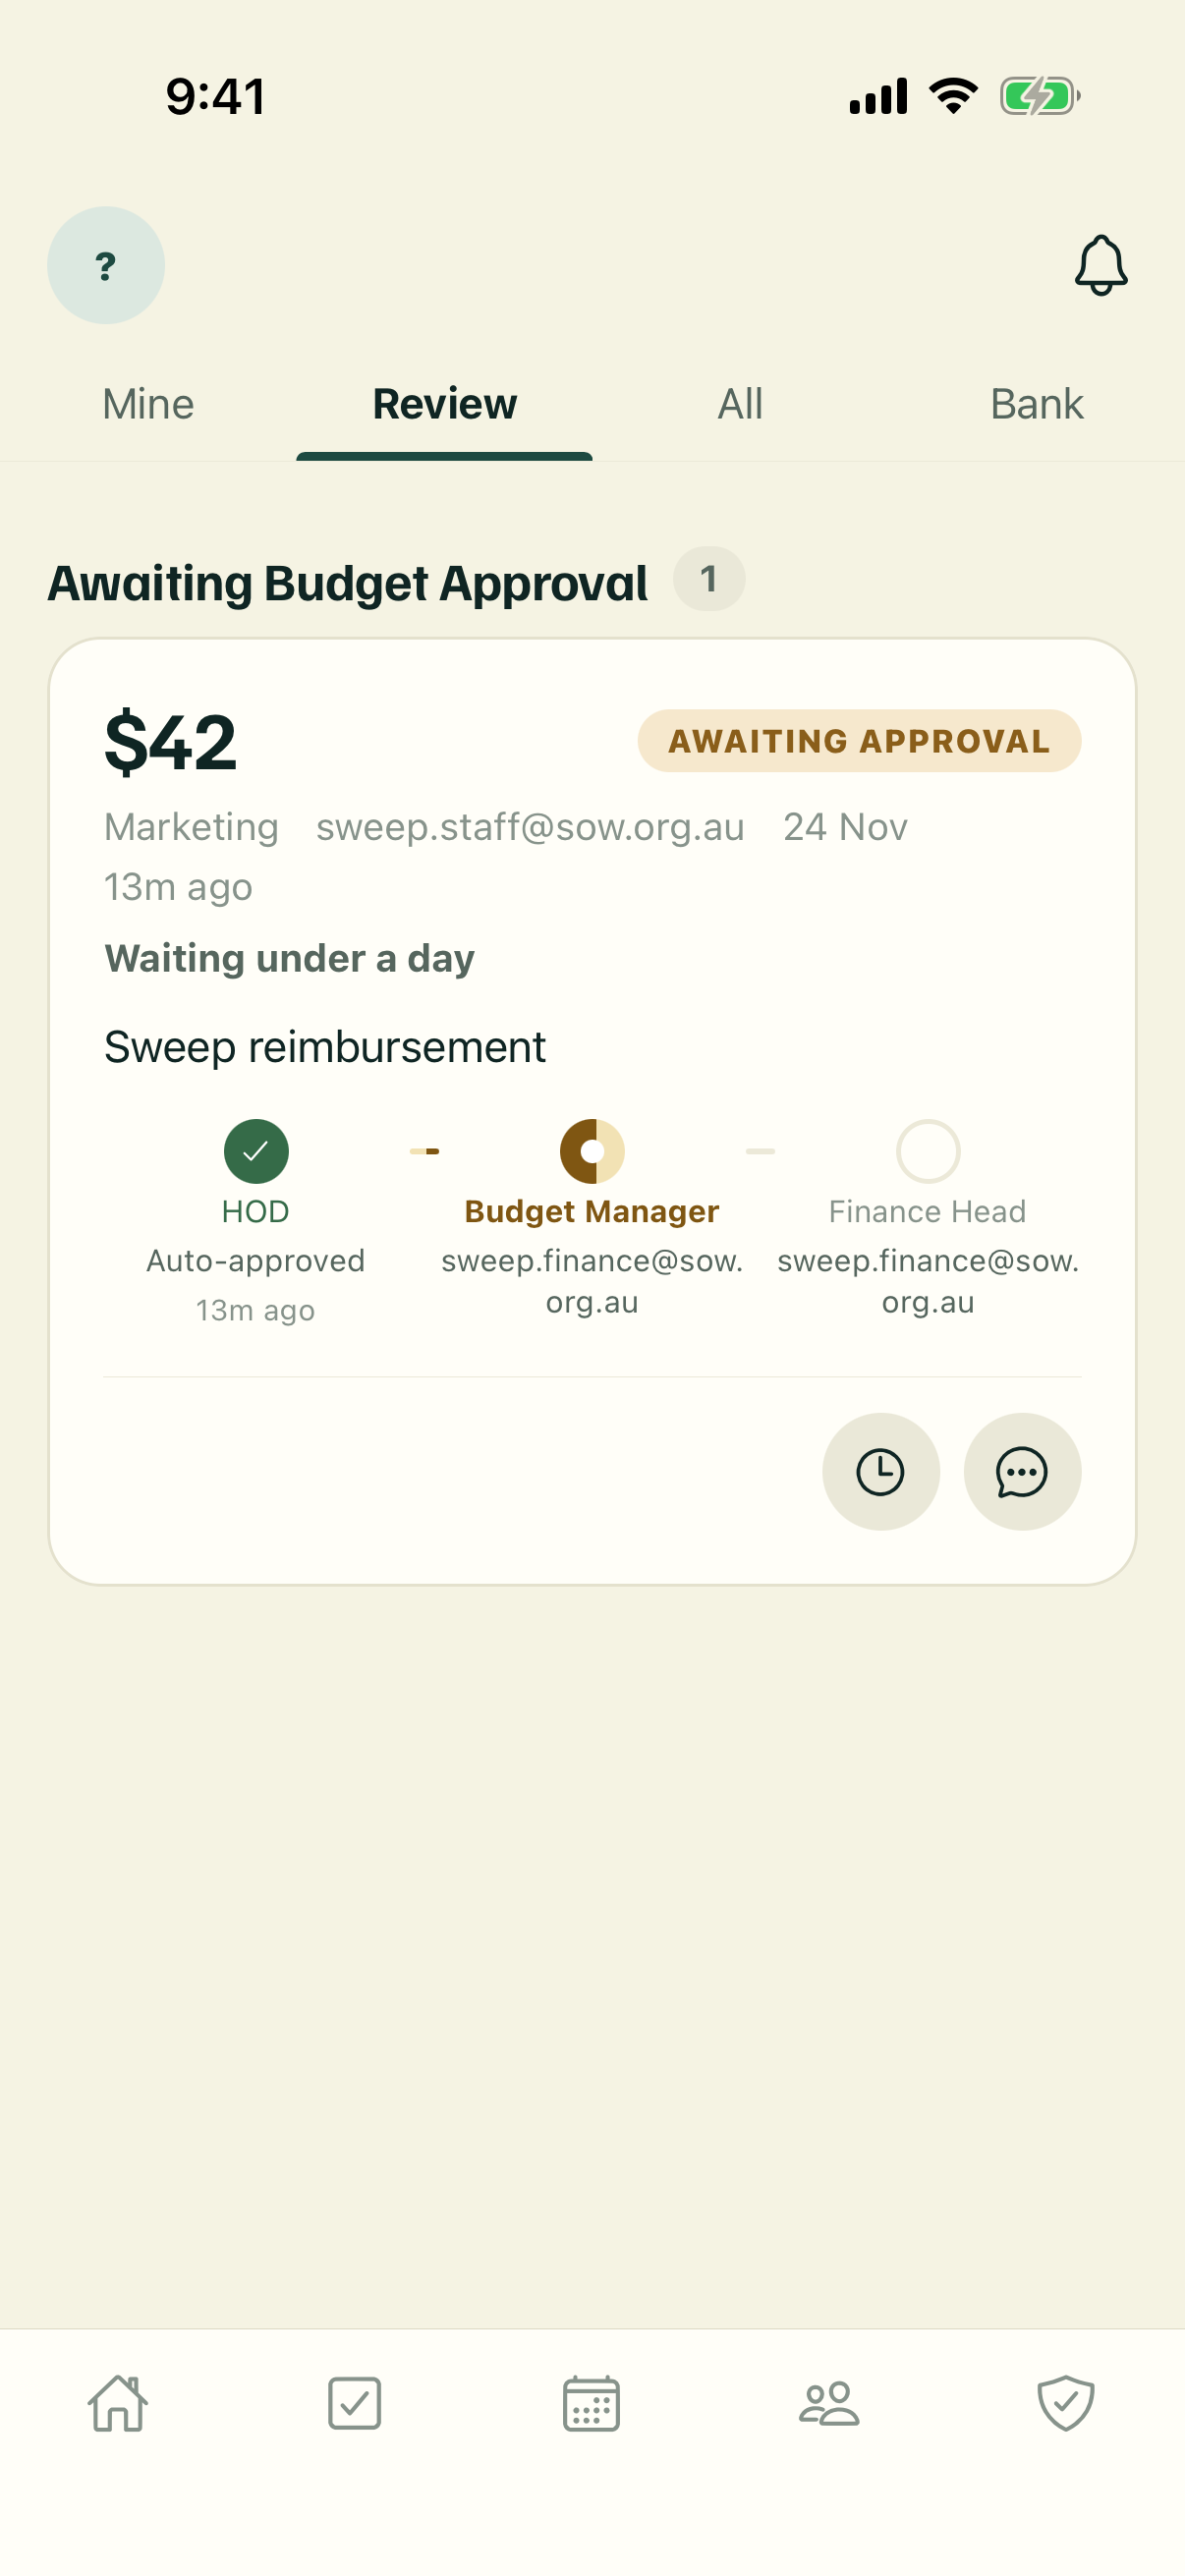 9:41
?
Mine Review All Bank
Awaiting Budget Approval 1
$42 AWAITING APPROVAL
Marketing sweep.staff@sow.org.au 24 Nov
13m ago
Waiting under a day
Sweep reimbursement
HOD Budget Manager Finance Head
Auto-approved sweep.finance@sow. sweep.finance@sow.
13m ago org.au org.au